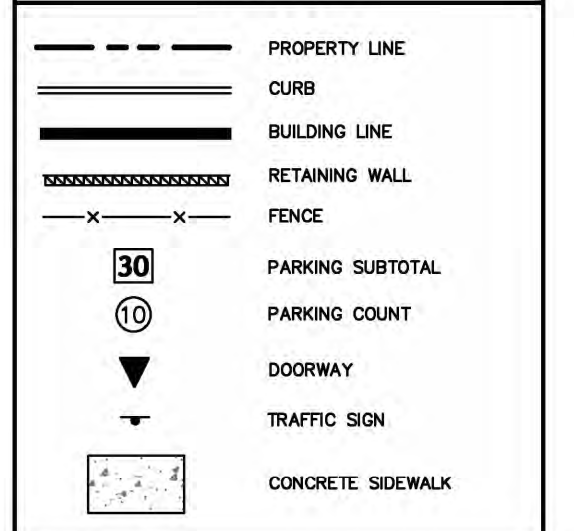 PROPERTY LINE
CURB
BUILDING LINE
RETAINING WALL
x x FENCE
30 PARKING SUBTOTAL
10 PARKING COUNT
DOORWAY
TRAFFIC SIGN
CONCRETE SIDEWALK